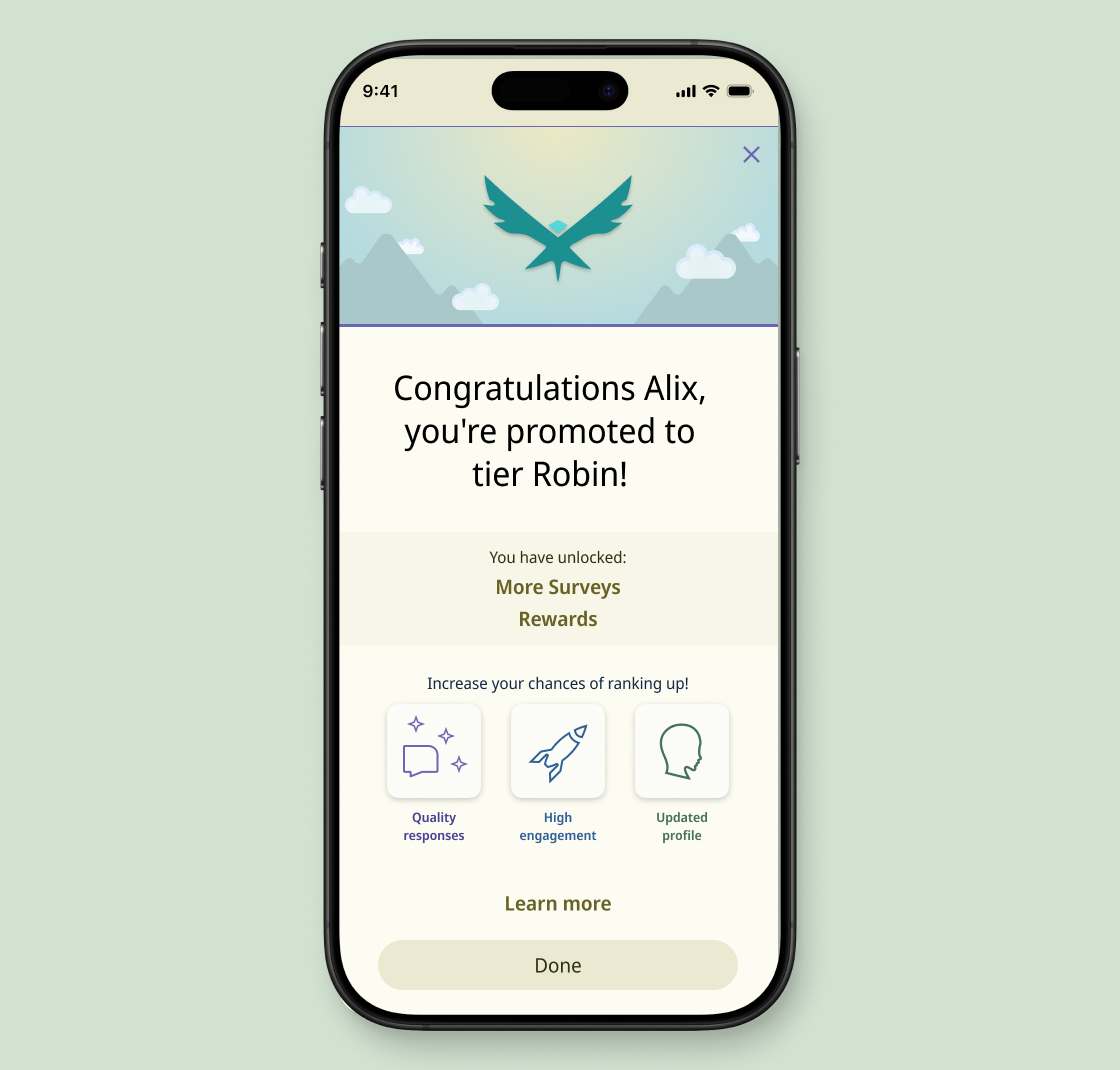 9:41
Congratulations Alix,
you're promoted to
tier Robin!
You have unlocked:
More Surveys
Rewards
Increase your chances of ranking up!
Quality
responses
High
engagement
Updated
profile
Learn more
Done